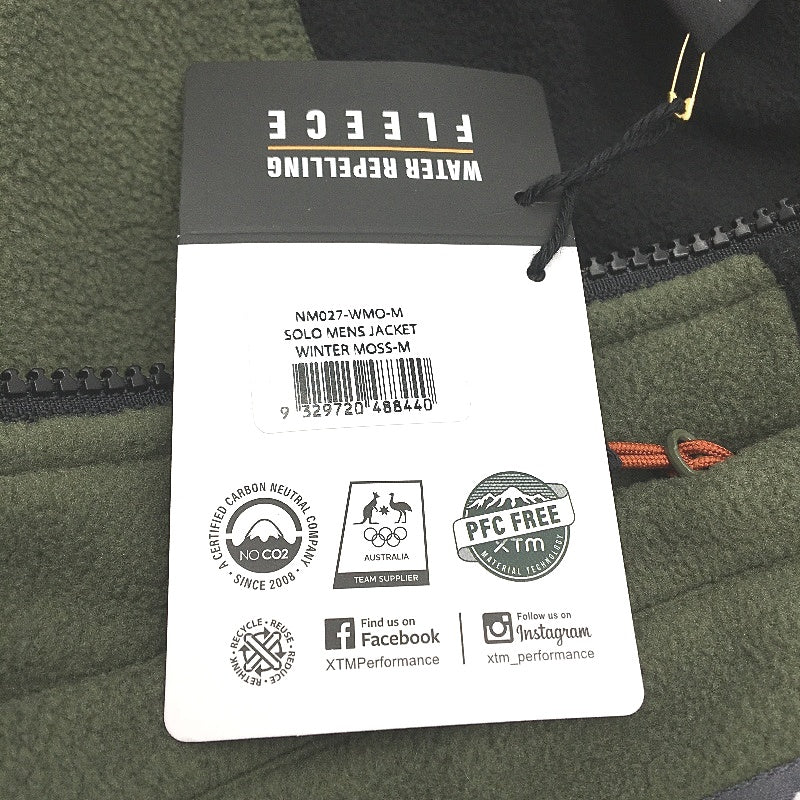 WATER REPELLING
FLEECE
NM027-WMO-M
SOLO MENS JACKET
WINTER MOSS-M
9 329720 488440
A CERTIFIED CARBON NEUTRAL COMPANY
NO CO2
• SINCE 2008 •
AUSTRALIA
TEAM SUPPLIER
PFC FREE
XTM
MATERIAL TECHNOLOGY
RECYCLE • REUSE • REDUCE • RETHINK •
Find us on
Facebook
XTMPerformance
Follow us on
Instagram
xtm_performance